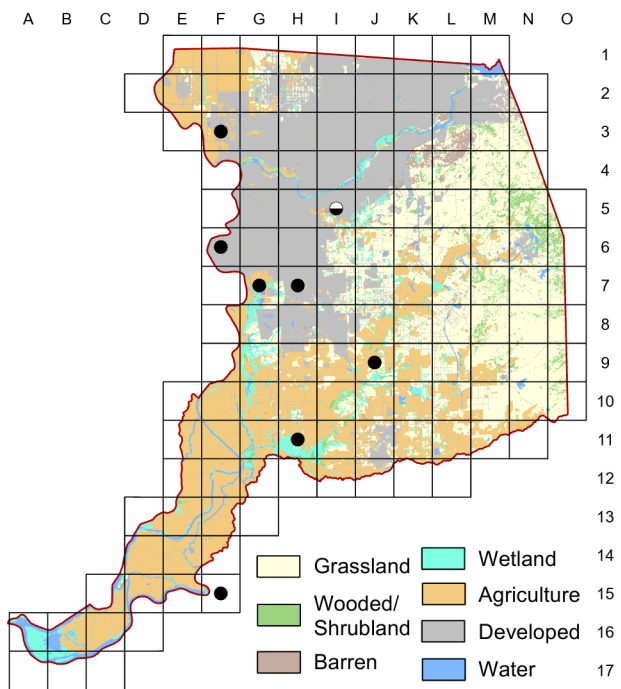 A B C D E F G H I J K L M N O
1
2
3
4
5
6
7
8
9
10
11
12
13
14
15
16
17
Grassland
Wooded/
Shrubland
Barren
Wetland
Agriculture
Developed
Water